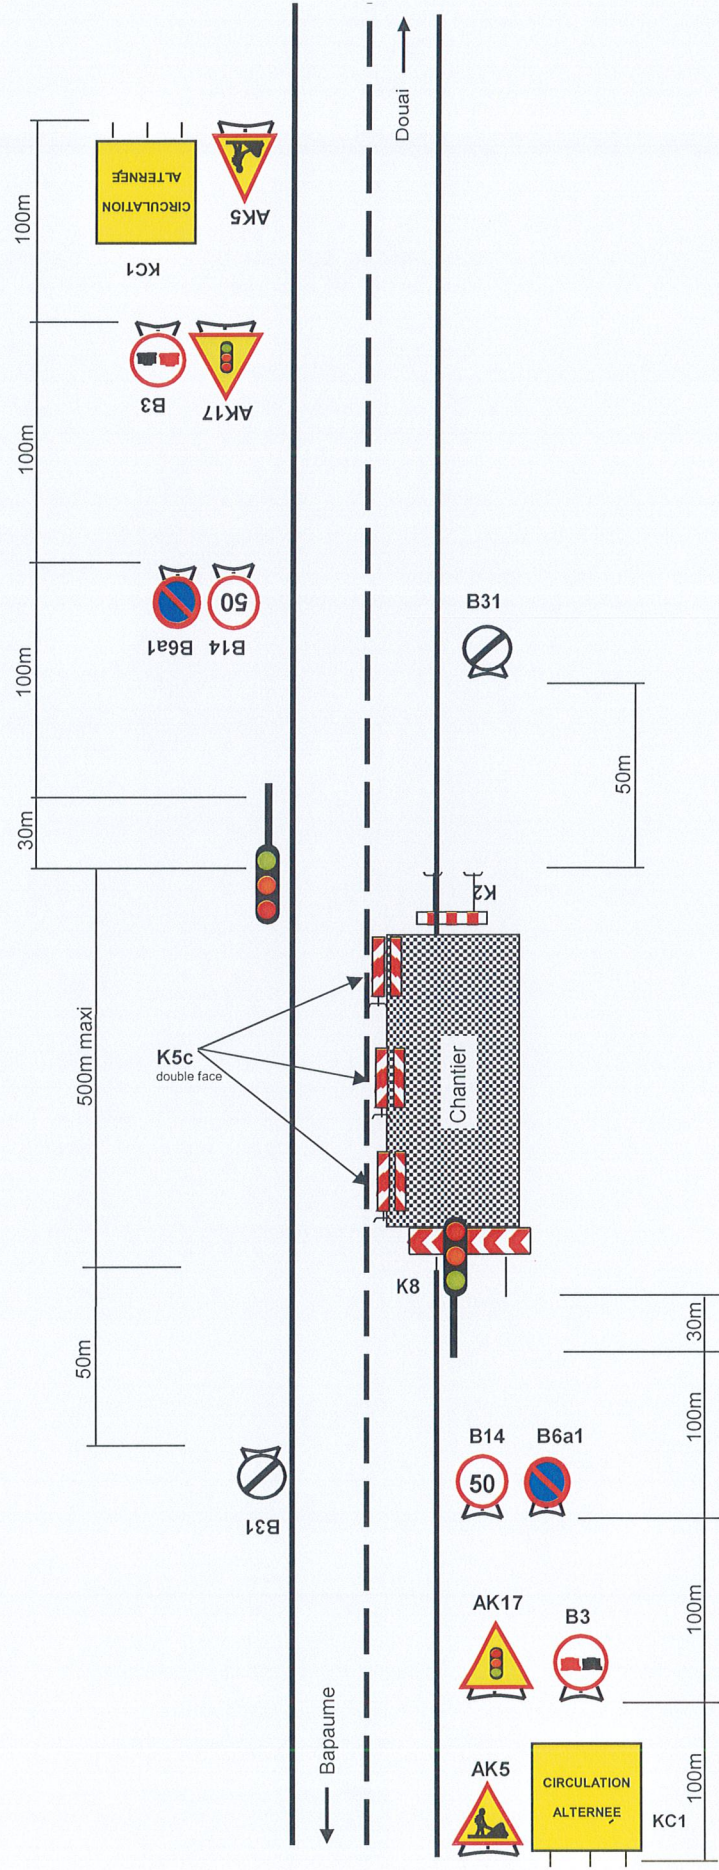 Douai
100m
CIRCULATION
ALTERNÉE
KC1
AK5
100m
B3
AK17
100m
50
B6a1
B14
30m
B31
50m
K2
500m maxi
K5c
double face
Chantier
K8
50m
30m
B31
100m
B14
B6a1
50
100m
AK17
B3
Bapaume
100m
AK5
CIRCULATION
ALTERNÉE
KC1